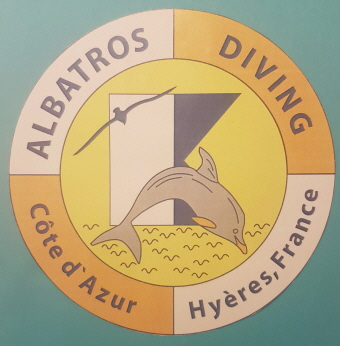 ALBATROS
DIVING
Côte d`Azur
Hyères, France